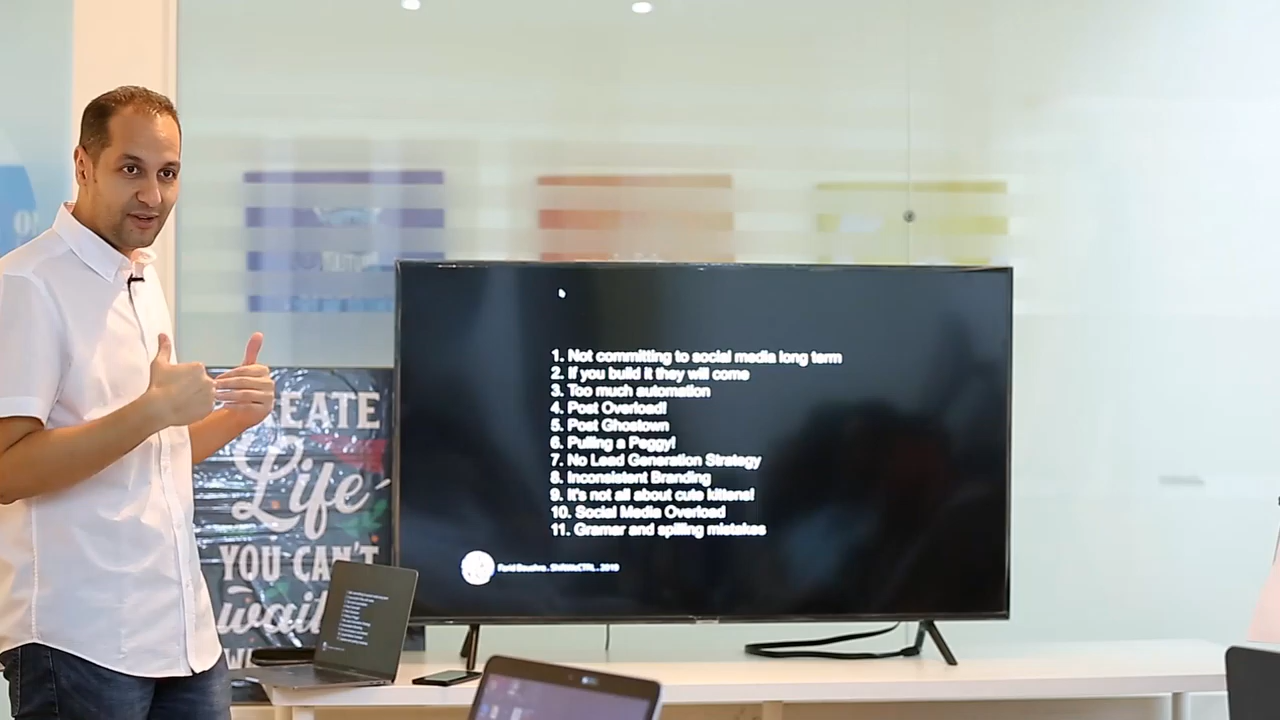 YOUTUBE
1. Not committing to social media long term
2. If you build it they will come
3. Too much automation
4. Post Overload!
5. Post Ghostown
6. Pulling a Peggy!
7. No Lead Generation Strategy
8. Inconsistent Branding
9. It's not all about cute kittens!
10. Social Media Overload
11. Gramar and spilling mistakes
2019
EATE
Life
YOU CAN'T
wait